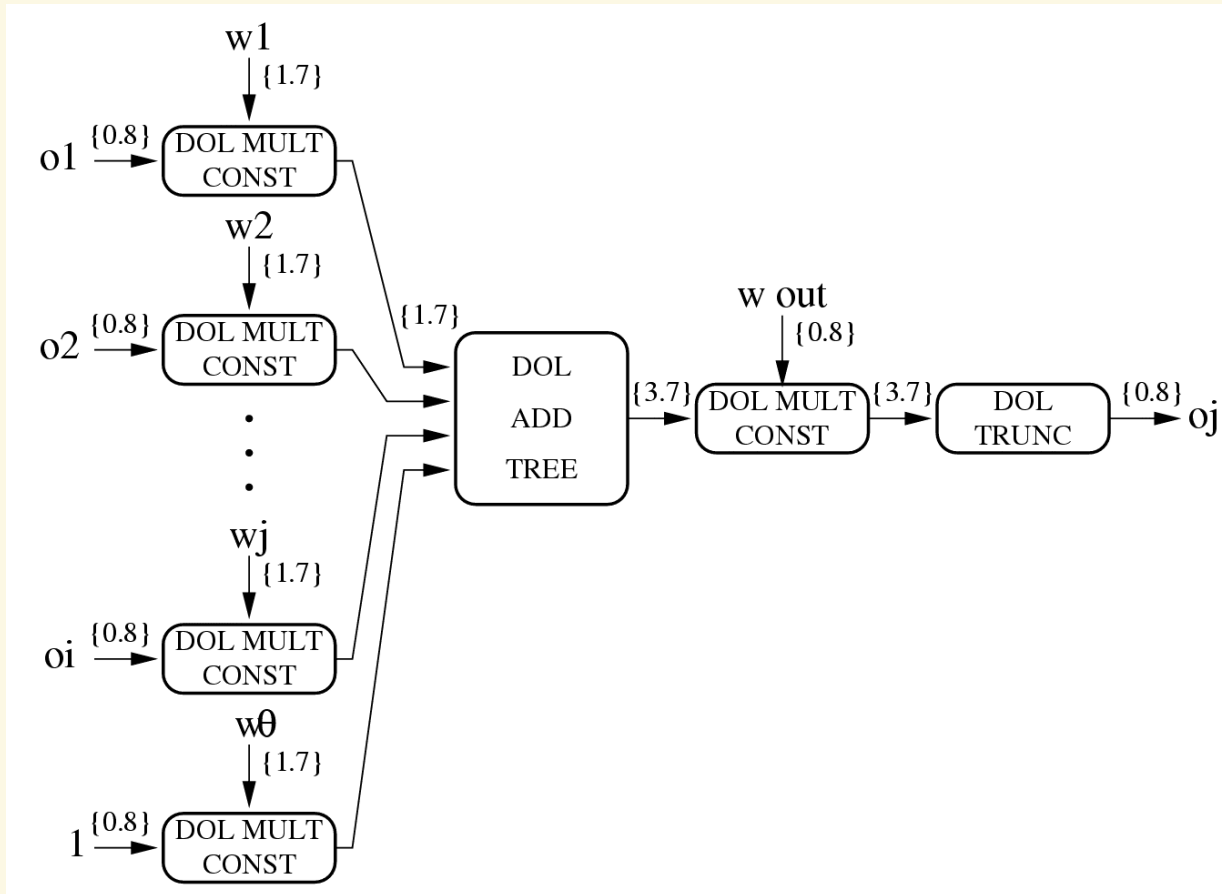 w1
{1.7}
{0.8}
o1
DOL MULT
CONST
w2
{1.7}
{0.8}
o2
DOL MULT
CONST
wj
{1.7}
{0.8}
oi
DOL MULT
CONST
wθ
{1.7}
{0.8}
1
DOL MULT
CONST
{1.7}
DOL
ADD
TREE
{3.7}
w out
{0.8}
DOL MULT
CONST
{3.7}
DOL
TRUNC
{0.8}
oj